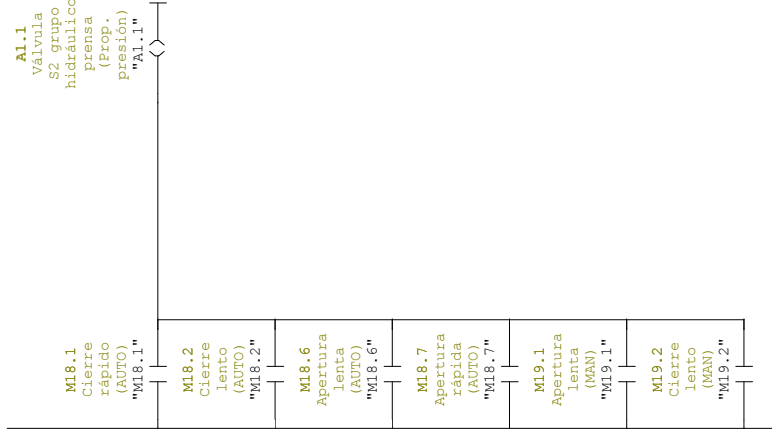 A1.1
Válvula
S2 grupo
hidráulico
prensa
(Prop.
presión)
"A1.1"
M18.1
Cierre
rápido
(AUTO)
"M18.1"
M18.2
Cierre
lento
(AUTO)
"M18.2"
M18.6
Apertura
lenta
(AUTO)
"M18.6"
M18.7
Apertura
rápida
(AUTO)
"M18.7"
M19.1
Apertura
lenta
(MAN)
"M19.1"
M19.2
Cierre
lento
(MAN)
"M19.2"